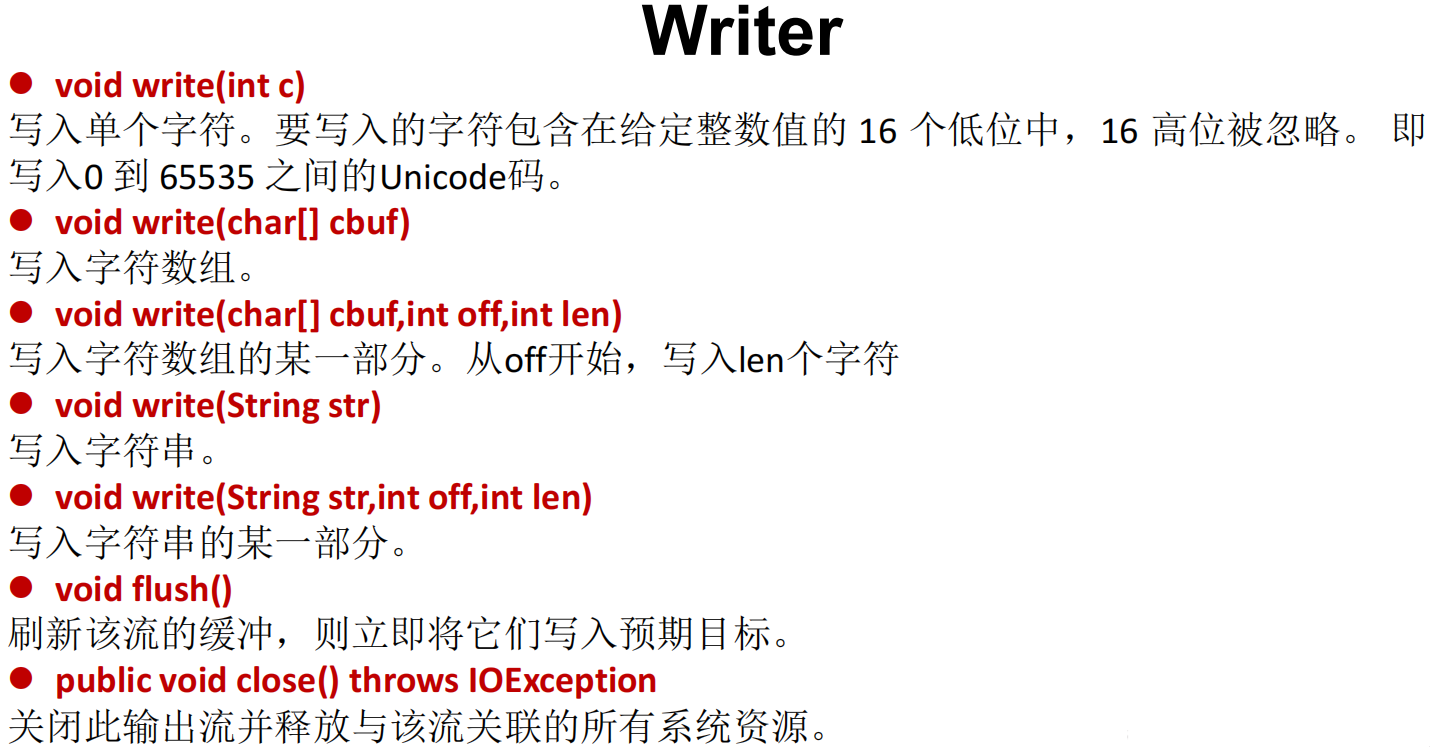 Writer
● void write(int c)
写入单个字符。要写入的字符包含在给定整数值的 16 个低位中，16 高位被忽略。 即
写入0 到 65535 之间的Unicode码。
● void write(char[] cbuf)
写入字符数组。
● void write(char[] cbuf,int off,int len)
写入字符数组的某一部分。从off开始，写入len个字符
● void write(String str)
写入字符串。
● void write(String str,int off,int len)
写入字符串的某一部分。
● void flush()
刷新该流的缓冲，则立即将它们写入预期目标。
● public void close() throws IOException
关闭此输出流并释放与该流关联的所有系统资源。